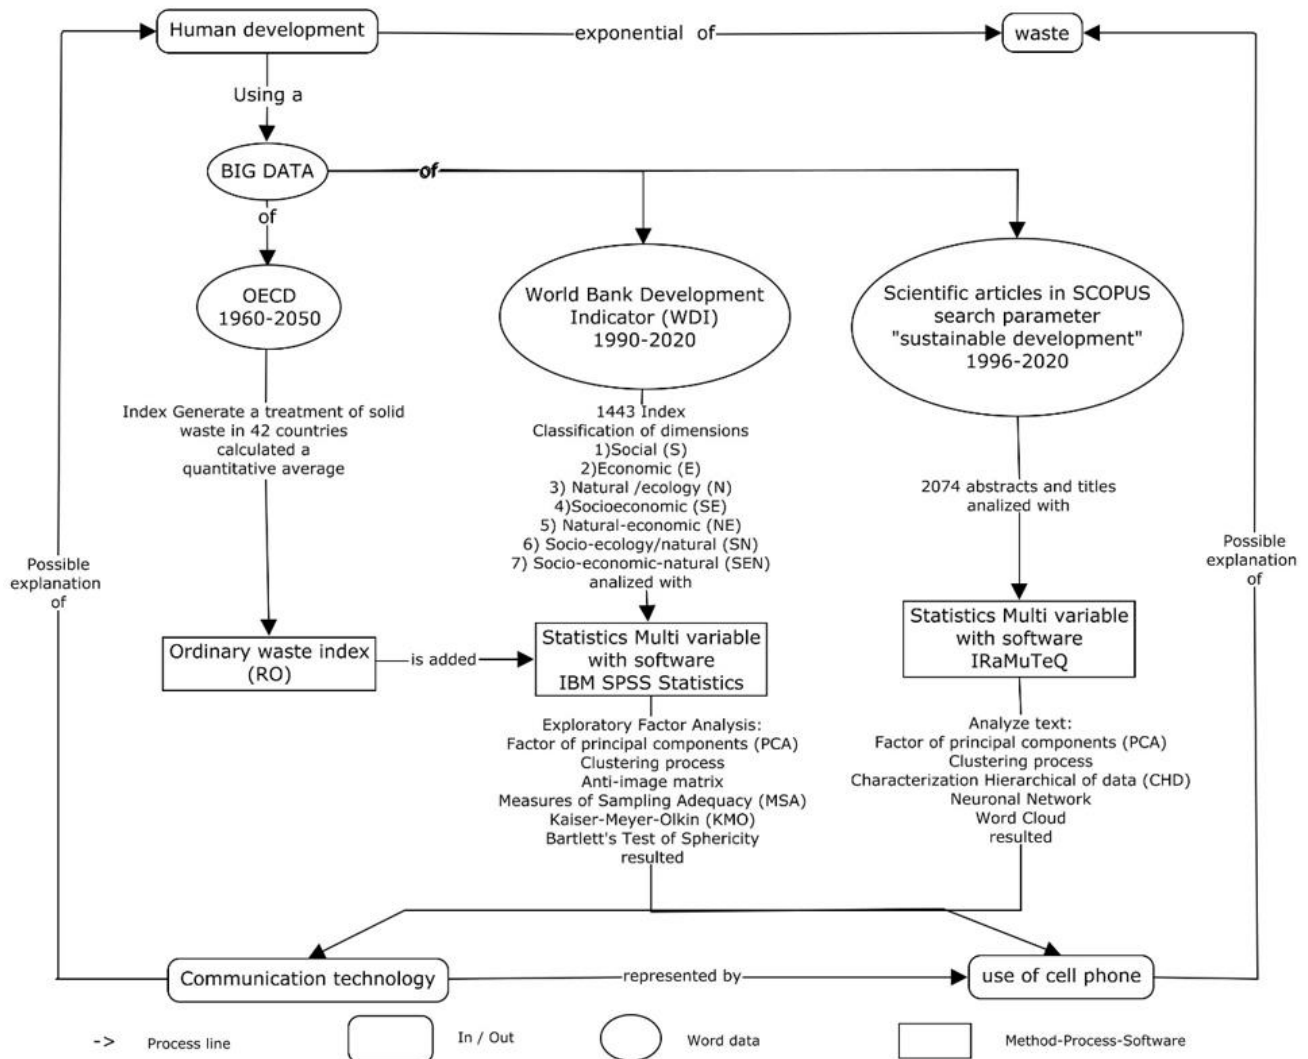 Human development
exponential of
waste
Using a
BIG DATA
of
of
OECD
1960-2050
World Bank Development
Indicator (WDI)
1990-2020
Scientific articles in SCOPUS
search parameter
"sustainable development"
1996-2020
Index Generate a treatment of solid
waste in 42 countries
calculated a
quantitative average
1443 Index
Classification of dimensions
1)Social (S)
2)Economic (E)
3) Natural /ecology (N)
4)Socioeconomic (SE)
5) Natural-economic (NE)
6) Socio-ecology/natural (SN)
7) Socio-economic-natural (SEN)
analized with
2074 abstracts and titles
analized with
Possible
explanation
of
Possible
explanation
of
Ordinary waste index
(RO)
is added
Statistics Multi variable
with software
IBM SPSS Statistics
Statistics Multi variable
with software
IRaMuTeQ
Exploratory Factor Analysis:
Factor of principal components (PCA)
Clustering process
Anti-image matrix
Measures of Sampling Adequacy (MSA)
Kaiser-Meyer-Olkin (KMO)
Bartlett's Test of Sphericity
resulted
Analyze text:
Factor of principal components (PCA)
Clustering process
Characterization Hierarchical of data (CHD)
Neuronal Network
Word Cloud
resulted
Communication technology
represented by
use of cell phone
-> Process line
In / Out
Word data
Method-Process-Software